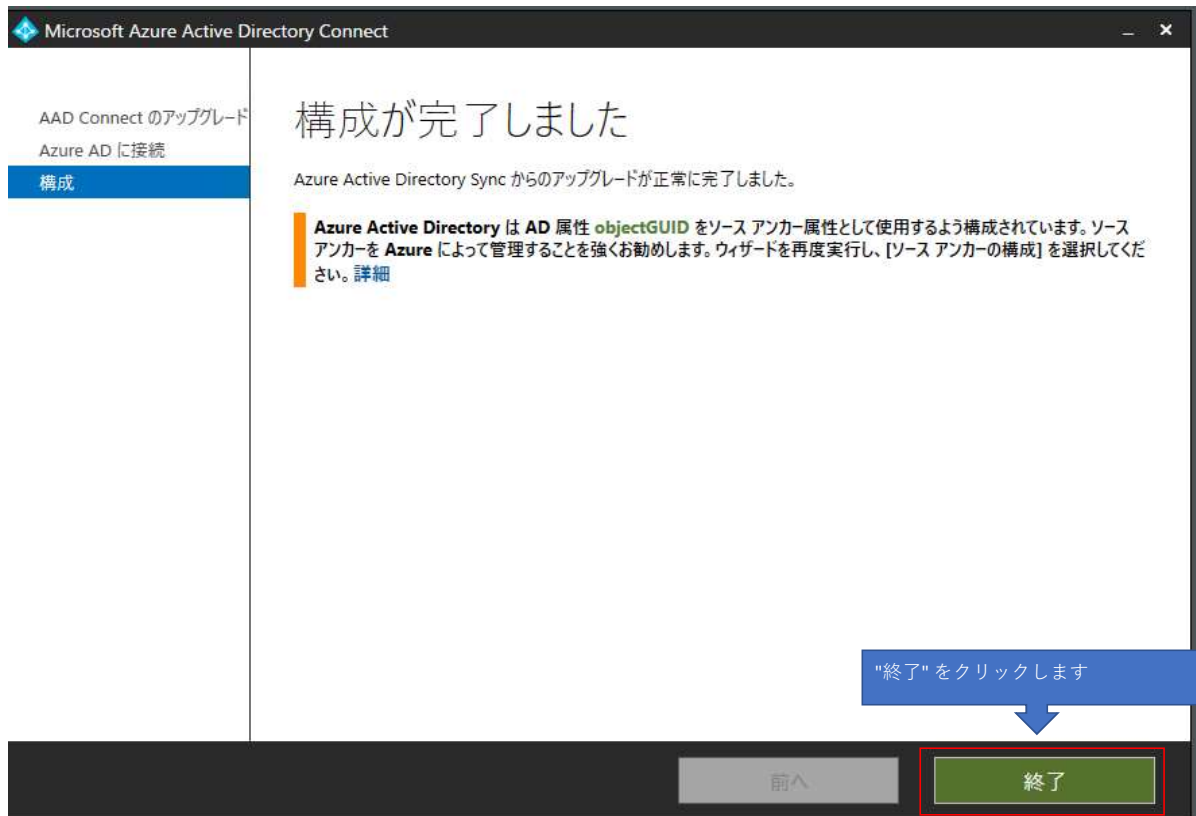 Microsoft Azure Active Directory Connect
AAD Connect のアップグレード
Azure AD に接続
構成
構成が完了しました
Azure Active Directory Sync からのアップグレードが正常に完了しました。
Azure Active Directory は AD 属性 objectGUID をソース アンカー属性として使用するよう構成されています。ソース
アンカーを Azure によって管理することを強くお勧めします。ウィザードを再度実行し、[ソース アンカーの構成] を選択してくだ
さい。詳細
"終了" をクリックします
前へ
終了